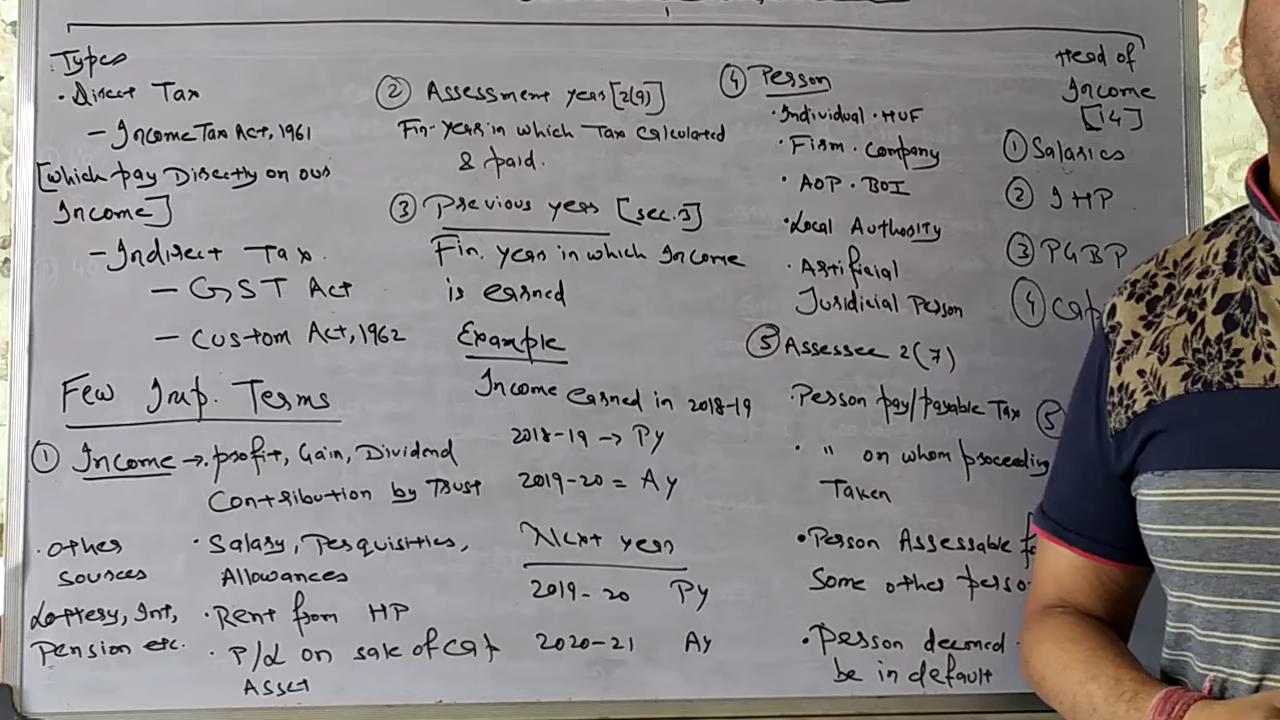 Types
• Direct Tax
– Income Tax Act, 1961
[which pay Directly on our
Income]
– Indirect Tax.
– GST Act
– Custom Act, 1962
Few Imp. Terms
① Income → . profit, Gain, Dividend
Contribution by Trust
• Salary, Perquisities,
Allowances
• Rent from HP
• P/L on sale of Cap
Asset
• other
sources
Lottery, Int,
Pension etc.
② Assessment year [2(9)]
Fin. Year in which Tax Calculated
& paid.
③ Previous year [sec.3]
Fin. year in which Income
is earned
Example
Income earned in 2018-19
2018-19 → Py
2019-20 = Ay
Next year
2019-20 Py
2020-21 Ay
④ Person
• Individual • HUF
• Firm • Company
• AOP • BOI
• Local Authority
• Artificial
Juridicial Person
⑤ Assessee 2(7)
• Person pay/payable Tax
• " on whom proceeding
Taken
• Person Assessable
Some other perso
• Person deemed
be in default
Head of
Income
[14]
① Salaries
② IHP
③ PGBP
④ Cap
⑤